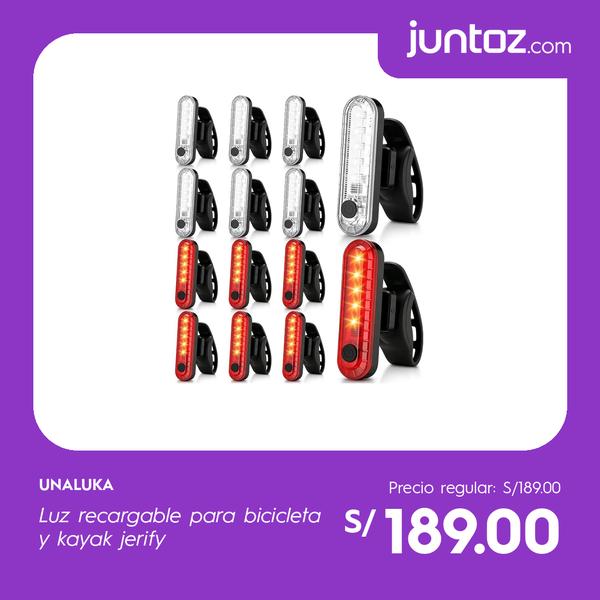 juntoz.com
UNALUKA
Luz recargable para bicicleta
y kayak jerify
Precio regular: S/189.00
S/ 189.00